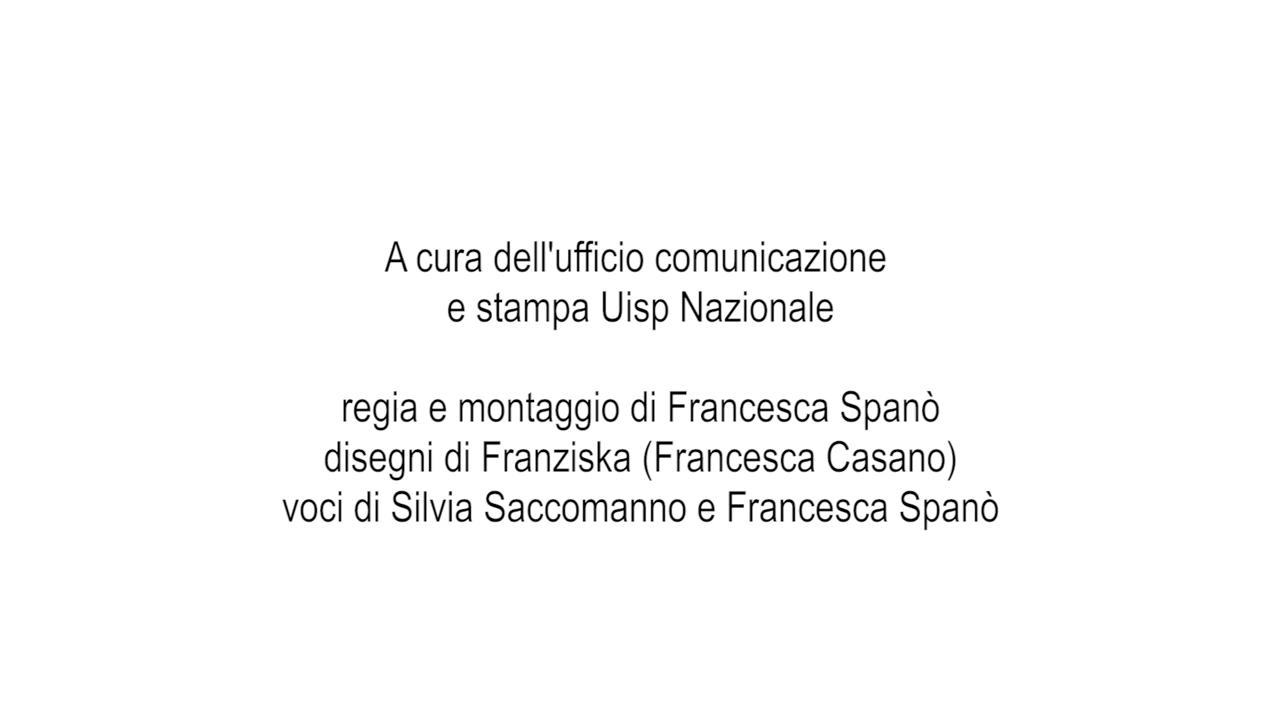 A cura dell'ufficio comunicazione
e stampa Uisp Nazionale
regia e montaggio di Francesca Spanò
disegni di Franziska (Francesca Casano)
voci di Silvia Saccomanno e Francesca Spanò